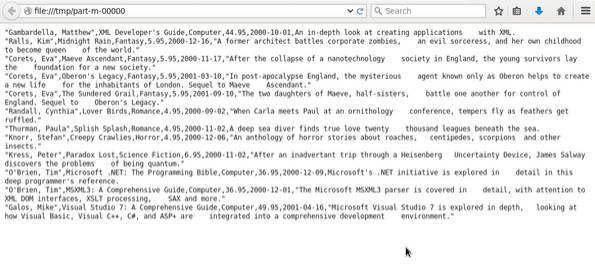 file:///tmp/part-m-00000
Search
"Gambardella, Matthew",XML Developer's Guide,Computer,44.95,2000-10-01,An in-depth look at creating applications    with XML.
"Ralls, Kim",Midnight Rain,Fantasy,5.95,2000-12-16,"A former architect battles corporate zombies,    an evil sorceress, and her own childhood
to become queen    of the world."
"Corets, Eva",Maeve Ascendant,Fantasy,5.95,2000-11-17,"After the collapse of a nanotechnology    society in England, the young survivors lay
the    foundation for a new society."
"Corets, Eva",Oberon's Legacy,Fantasy,5.95,2001-03-10,"In post-apocalypse England, the mysterious    agent known only as Oberon helps to create
a new life    for the inhabitants of London. Sequel to Maeve    Ascendant."
"Corets, Eva",The Sundered Grail,Fantasy,5.95,2001-09-10,"The two daughters of Maeve, half-sisters,    battle one another for control of
England. Sequel to    Oberon's Legacy."
"Randall, Cynthia",Lover Birds,Romance,4.95,2000-09-02,"When Carla meets Paul at an ornithology    conference, tempers fly as feathers get
ruffled."
"Thurman, Paula",Splish Splash,Romance,4.95,2000-11-02,A deep sea diver finds true love twenty    thousand leagues beneath the sea.
"Knorr, Stefan",Creepy Crawlies,Horror,4.95,2000-12-06,"An anthology of horror stories about roaches,    centipedes, scorpions  and other
insects."
"Kress, Peter",Paradox Lost,Science Fiction,6.95,2000-11-02,"After an inadvertant trip through a Heisenberg    Uncertainty Device, James Salway
discovers the problems    of being quantum."
"O'Brien, Tim",Microsoft .NET: The Programming Bible,Computer,36.95,2000-12-09,Microsoft's .NET initiative is explored in    detail in this
deep programmer's reference.
"O'Brien, Tim",MSXML3: A Comprehensive Guide,Computer,36.95,2000-12-01,"The Microsoft MSXML3 parser is covered in    detail, with attention to
XML DOM interfaces, XSLT processing,    SAX and more."
"Galos, Mike",Visual Studio 7: A Comprehensive Guide,Computer,49.95,2001-04-16,"Microsoft Visual Studio 7 is explored in depth,    looking at
how Visual Basic, Visual C++, C#, and ASP+ are    integrated into a comprehensive development    environment."